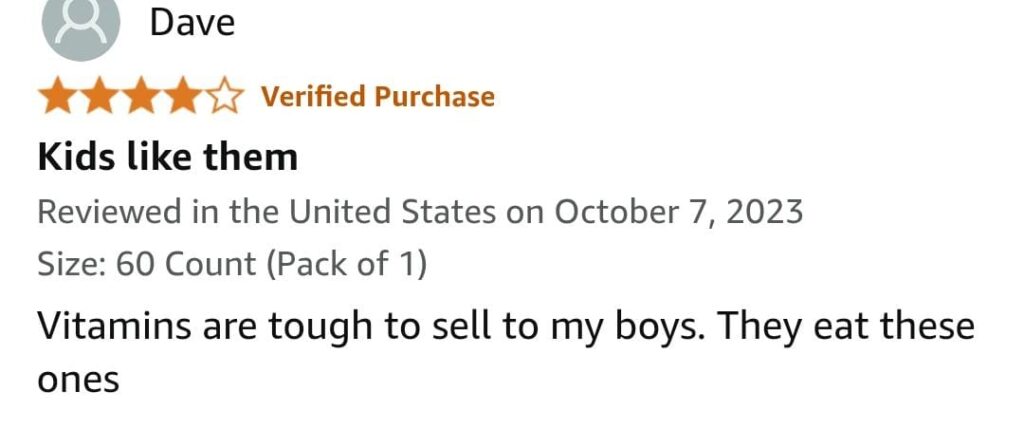 Dave
Verified Purchase
Kids like them
Reviewed in the United States on October 7, 2023
Size: 60 Count (Pack of 1)
Vitamins are tough to sell to my boys. They eat these
ones